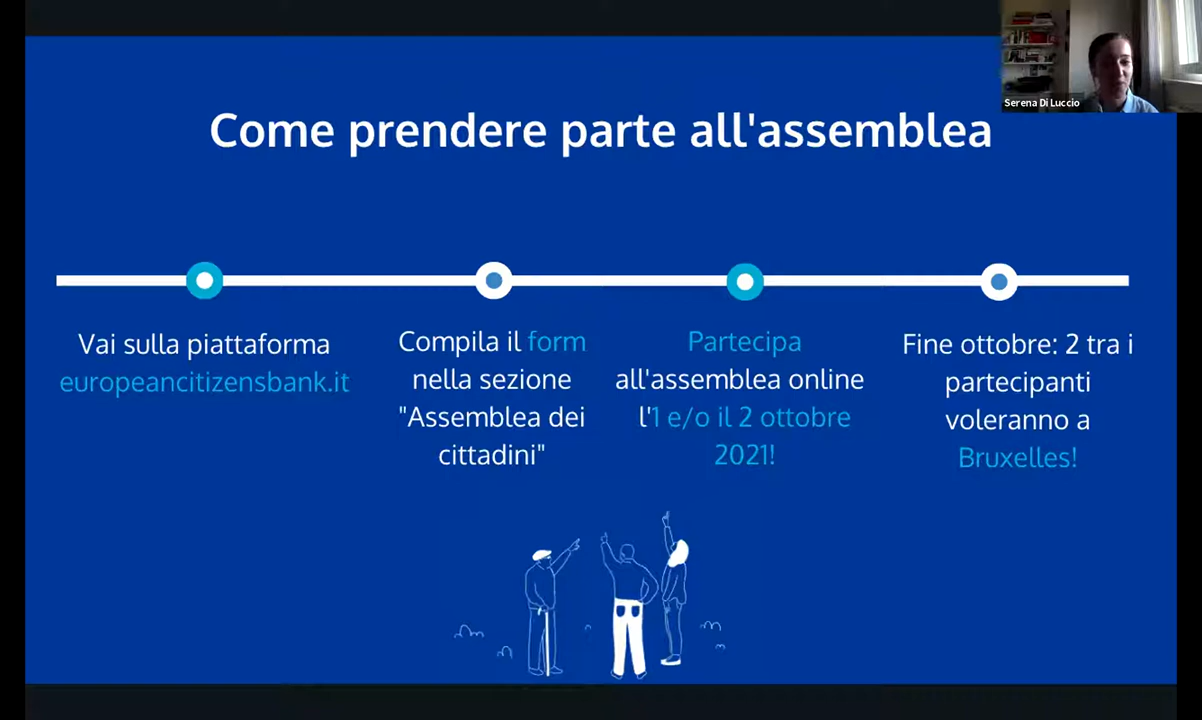 Serena Di Luccio
Come prendere parte all'assemblea
Vai sulla piattaforma
europeancitizensbank.it
Compila il form
nella sezione
"Assemblea dei
cittadini"
Partecipa
all'assemblea online
l'1 e/o il 2 ottobre
2021!
Fine ottobre: 2 tra i
partecipanti
voleranno a
Bruxelles!